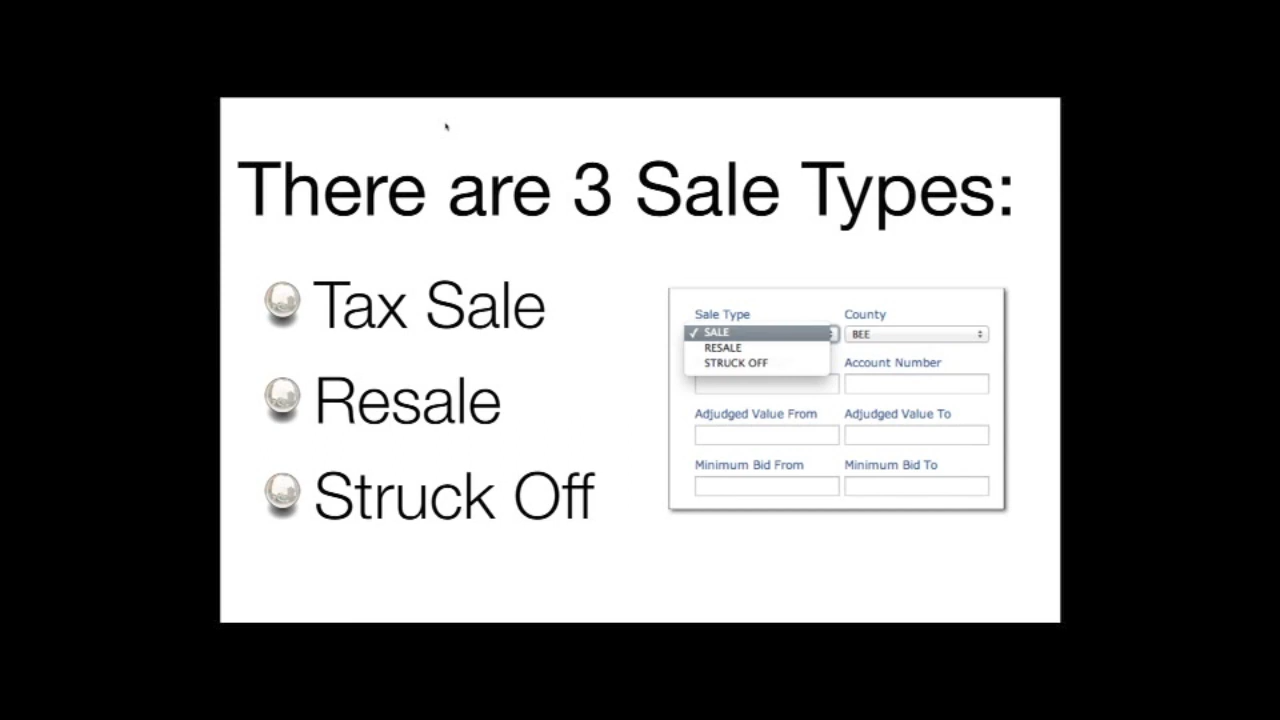 There are 3 Sale Types:
Tax Sale
Resale
Struck Off
Sale Type County
✓ SALE BEE
RESALE
STRUCK OFF Account Number
Adjudged Value From Adjudged Value To
Minimum Bid From Minimum Bid To